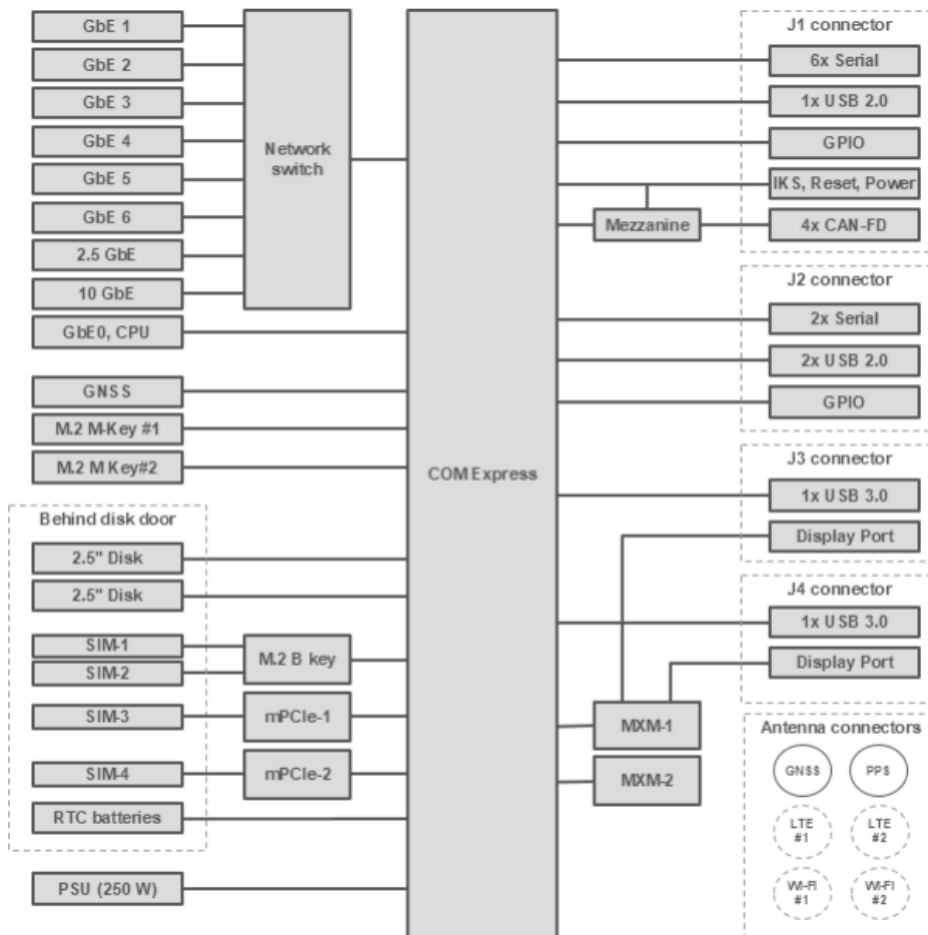 GbE 1
GbE 2
GbE 3
GbE 4
GbE 5
GbE 6
2.5 GbE
10 GbE
Network
switch
GbE0, CPU
GNSS
M.2 M-Key #1
M.2 M Key#2
Behind disk door
2.5" Disk
2.5" Disk
SIM-1
SIM-2
SIM-3
SIM-4
RTC batteries
M.2 B key
mPCIe-1
mPCIe-2
PSU (250 W)
COM Express
J1 connector
6x Serial
1x USB 2.0
GPIO
IKS, Reset, Power
Mezzanine
4x CAN-FD
J2 connector
2x Serial
2x USB 2.0
GPIO
J3 connector
1x USB 3.0
Display Port
J4 connector
1x USB 3.0
Display Port
MXM-1
MXM-2
Antenna connectors
GNSS
PPS
LTE
#1
LTE
#2
WI-FI
#1
WI-FI
#2